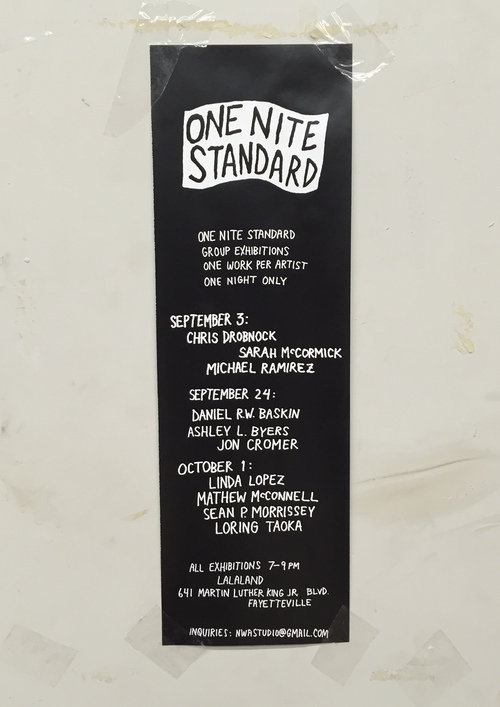 ONE NITE
STANDARD
ONE NITE STANDARD
GROUP EXHIBITIONS
ONE WORK PER ARTIST
ONE NIGHT ONLY
SEPTEMBER 3:
CHRIS DROBNOCK
SARAH McCORMICK
MICHAEL RAMIREZ
SEPTEMBER 24:
DANIEL R.W. BASKIN
ASHLEY L. BYERS
JON CROMER
OCTOBER 1:
LINDA LOPEZ
MATHEW McCONNELL
SEAN P. MORRISSEY
LORING TAOKA
ALL EXHIBITIONS 7-9PM
LALALAND
641 MARTIN LUTHER KING JR BLVD.
FAYETTEVILLE
INQUIRIES: NWASTUDIO@GMAIL.COM